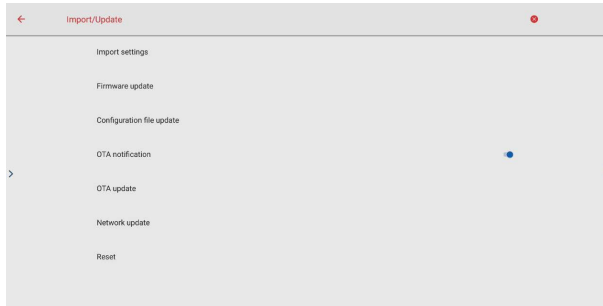 Import/Update
Import settings
Firmware update
Configuration file update
OTA notification
OTA update
Network update
Reset